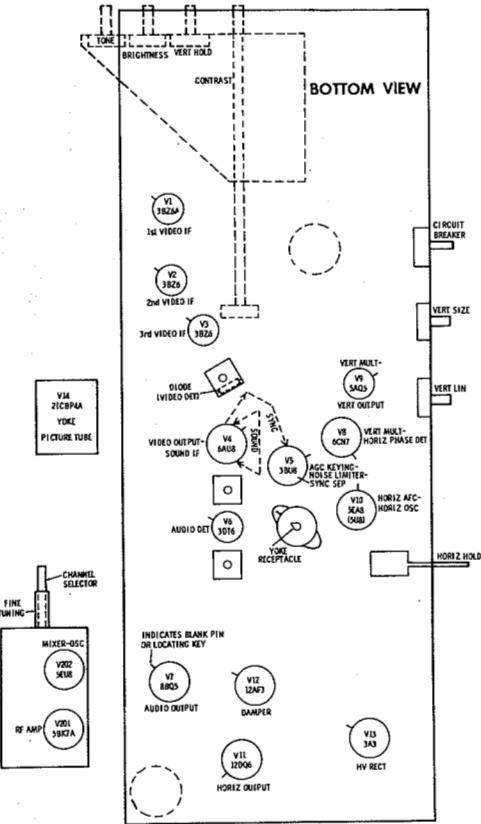 TONE
BRIGHTNESS
VERT HOLD
CONTRAST
BOTTOM VIEW
V1
3BZ6A
1st VIDEO IF
CIRCUIT
BREAKER
V2
3BZ6
2nd VIDEO IF
V3
3BZ6
3rd VIDEO IF
VERT SIZE
DIODE
(VIDEO DET)
VERT MULT-
V9
5AQ5
VERT OUTPUT
VERT LIN
V14
21CBP4A
YOKE
PICTURE TUBE
VIDEO OUTPUT-
SOUND IF
V4
6AU8
SOUND
SYNC
V8
6CN7
VERT MULT-
HORIZ PHASE DET
V5
3BU8
AGC KEYING-
NOISE LIMITER-
SYNC SEP
V10
5EA8
(5U8)
HORIZ AFC-
HORIZ OSC
AUDIO DET
V6
3DT6
YOKE
RECEPTACLE
HORIZ HOLD
CHANNEL
SELECTOR
FINE
TUNING
MIXER-OSC
V202
5EU8
RF AMP
V201
5BK7A
INDICATES BLANK PIN
OR LOCATING KEY
V7
8BQ5
AUDIO OUTPUT
V12
12AF3
DAMPER
V13
3A3
HV RECT
V11
12DQ6
HORIZ OUTPUT